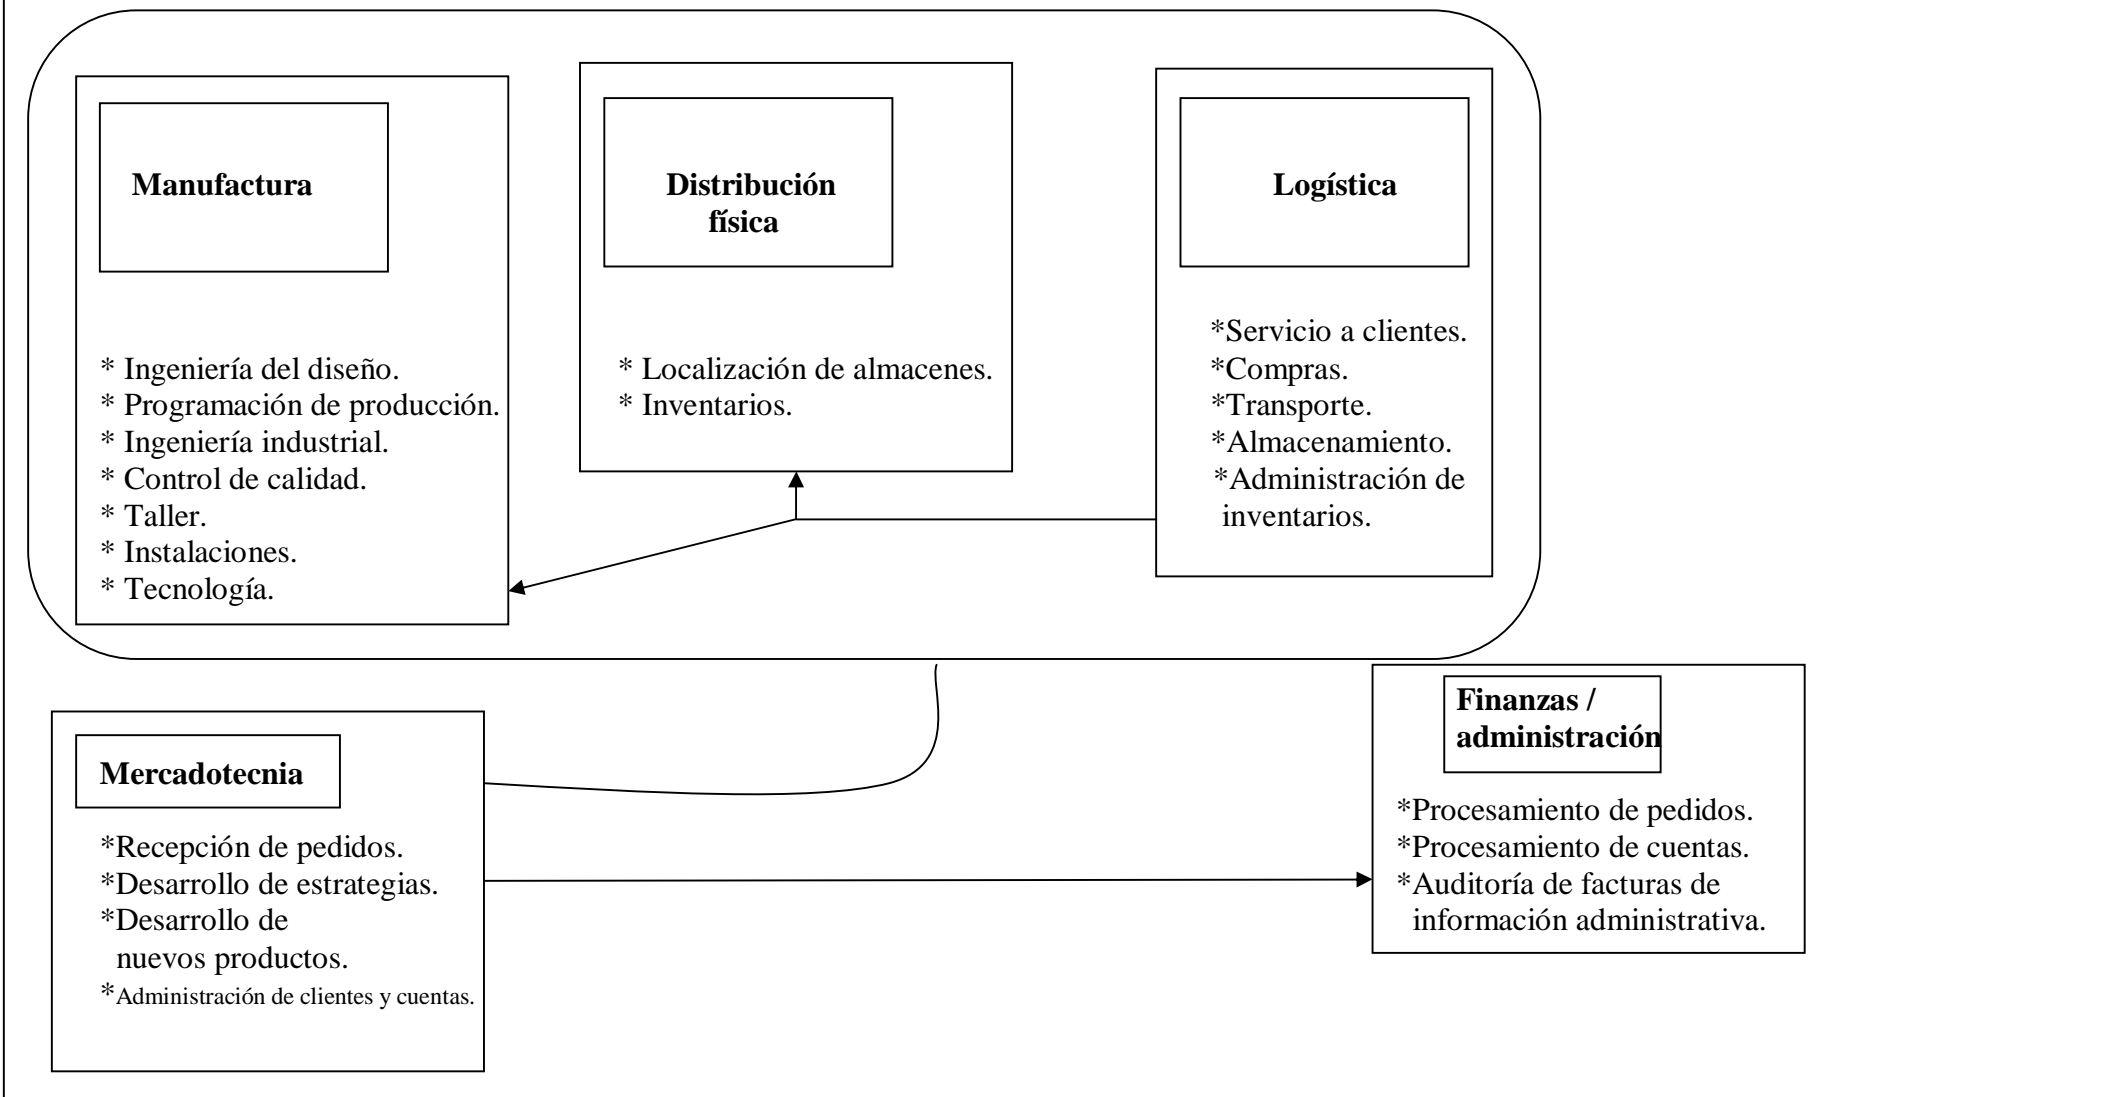 Manufactura
* Ingeniería del diseño.
* Programación de producción.
* Ingeniería industrial.
* Control de calidad.
* Taller.
* Instalaciones.
* Tecnología.
Distribución
física
* Localización de almacenes.
* Inventarios.
Logística
*Servicio a clientes.
*Compras.
*Transporte.
*Almacenamiento.
*Administración de
inventarios.
Mercadotecnia
*Recepción de pedidos.
*Desarrollo de estrategias.
*Desarrollo de
nuevos productos.
*Administración de clientes y cuentas.
Finanzas /
administración
*Procesamiento de pedidos.
*Procesamiento de cuentas.
*Auditoría de facturas de
información administrativa.